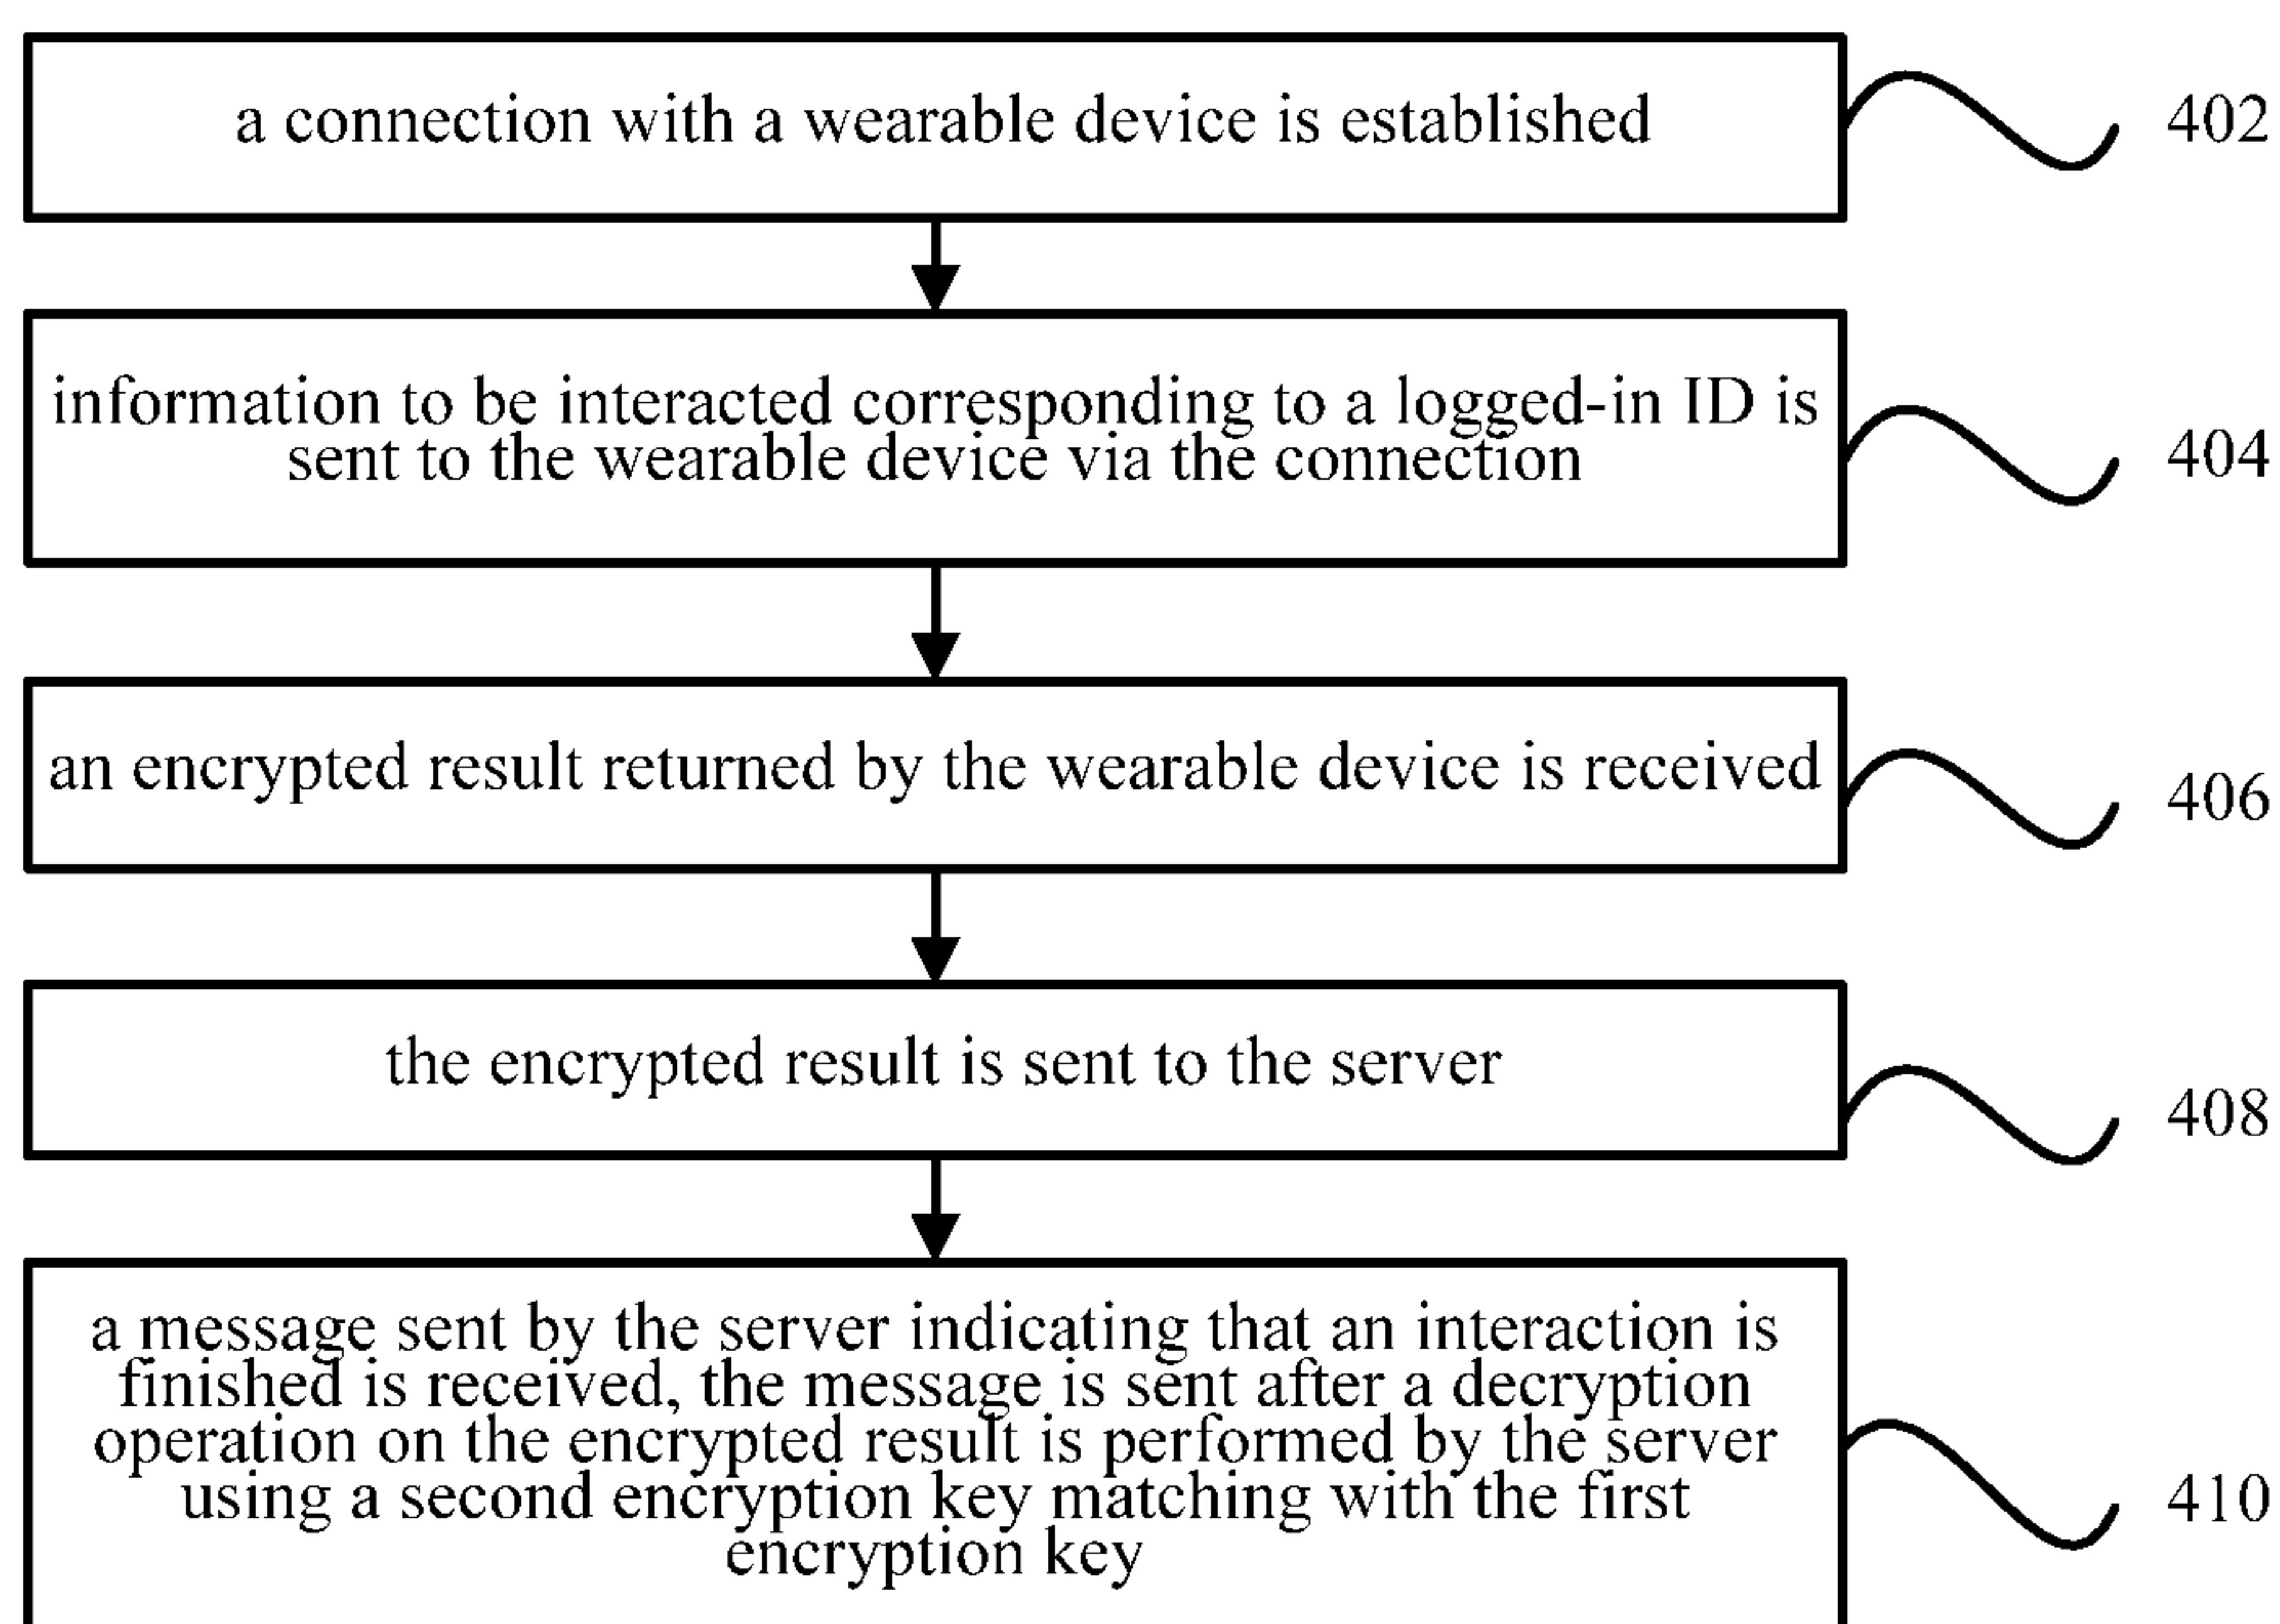 a connection with a wearable device is established
402
information to be interacted corresponding to a logged-in ID is
sent to the wearable device via the connection
404
an encrypted result returned by the wearable device is received
406
the encrypted result is sent to the server
408
a message sent by the server indicating that an interaction is
finished is received, the message is sent after a decryption
operation on the encrypted result is performed by the server
using a second encryption key matching with the first
encryption key
410